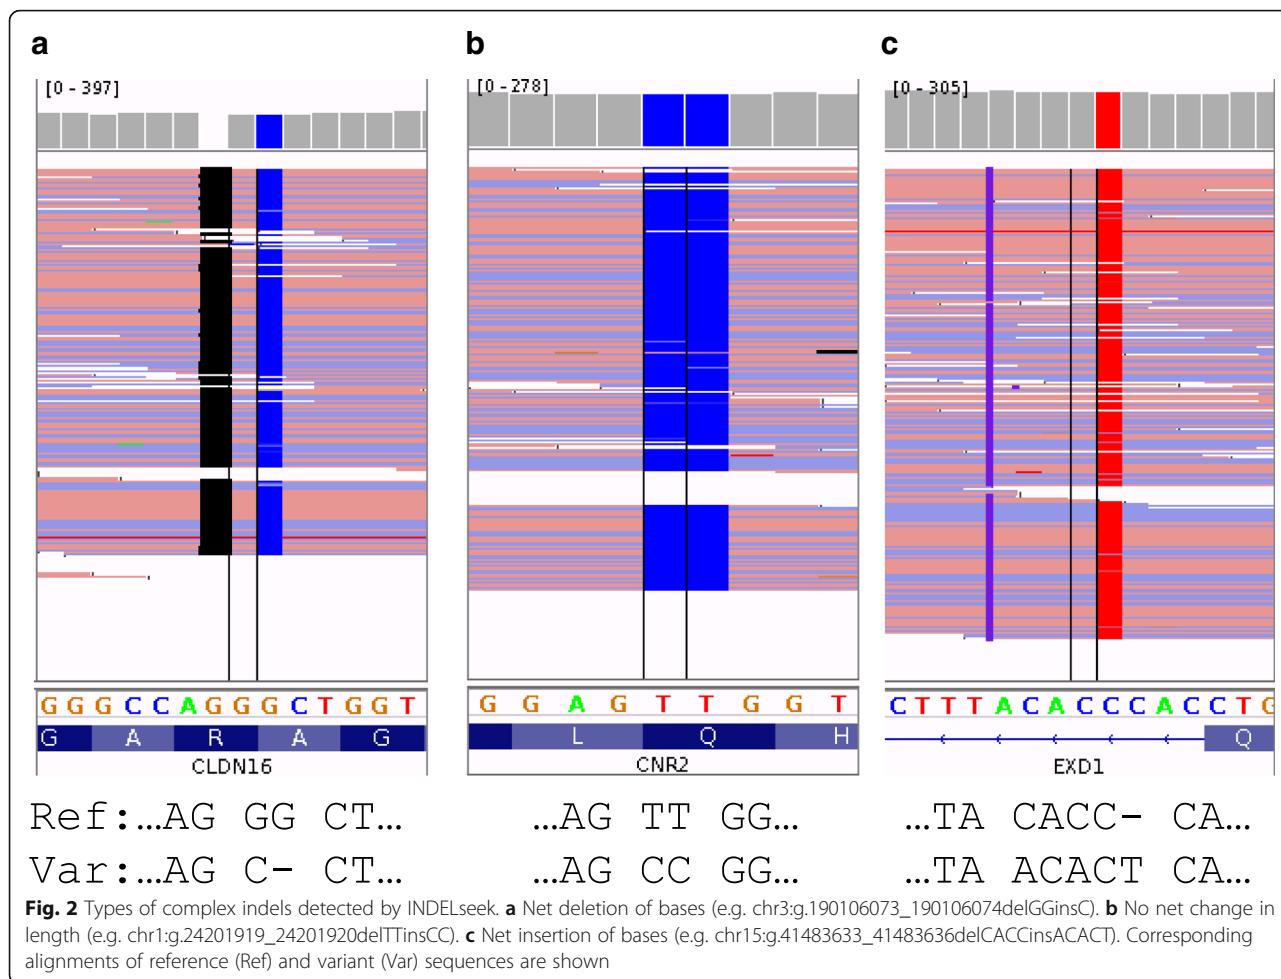 a b c
[0 - 397] [0 - 278] [0 - 305]
G G G C C A G G G C T G G T G G A G T T G G T C T T T A C A C C C A C C T G
G A R A G L Q H Q
CLDN16 CNR2 EXD1
Ref:...AG GG CT... ...AG TT GG... ...TA CACC- CA...
Var:...AG C- CT... ...AG CC GG... ...TA ACACT CA...
Fig. 2 Types of complex indels detected by INDELseek. a Net deletion of bases (e.g. chr3:g.190106073_190106074delGGinsC). b No net change in
length (e.g. chr1:g.24201919_24201920delTTinsCC). c Net insertion of bases (e.g. chr15:g.41483633_41483636delCACCinsACACT). Corresponding
alignments of reference (Ref) and variant (Var) sequences are shown